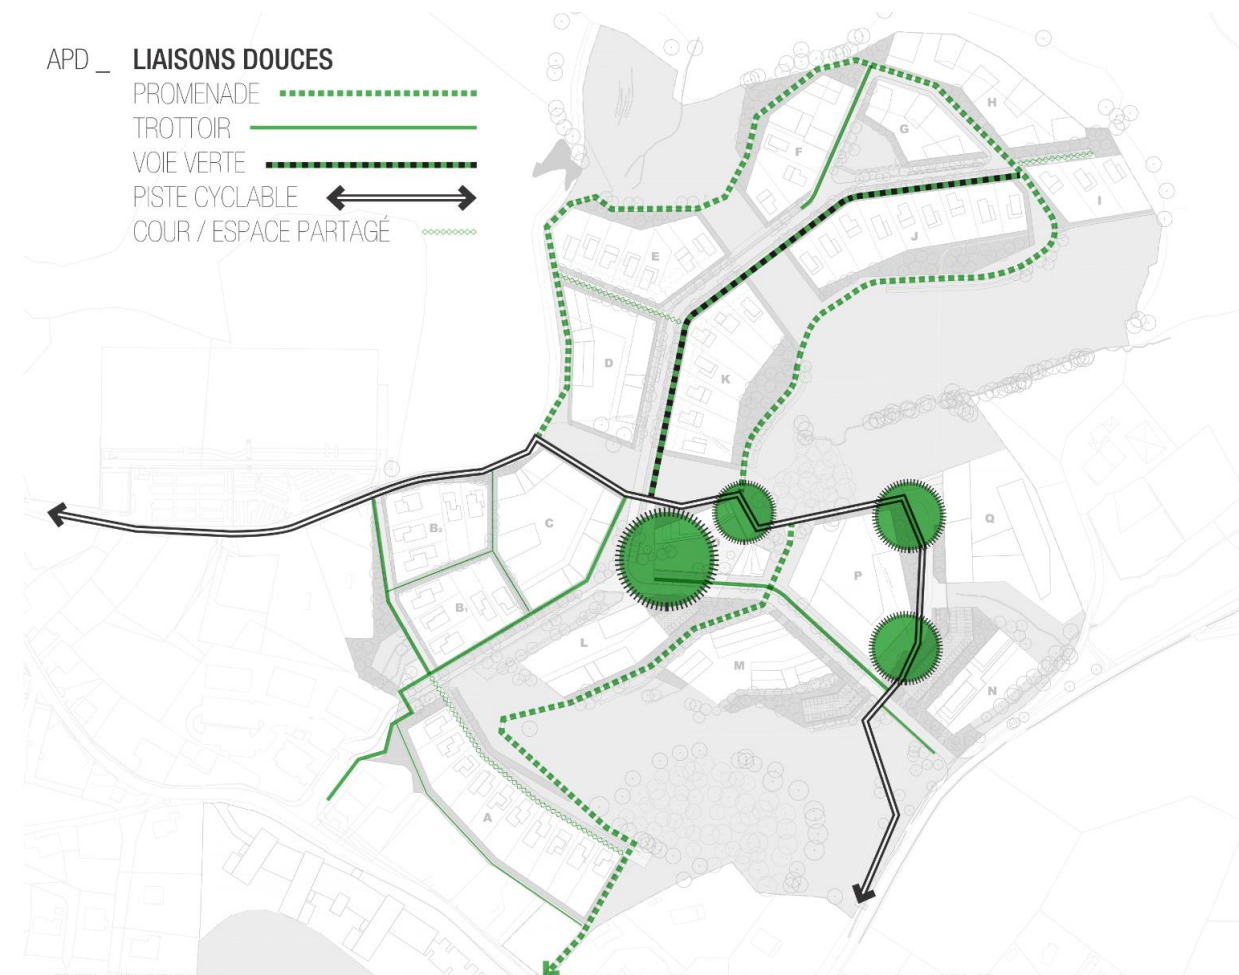 APD _ LIAISONS DOUCES
PROMENADE
TROTTOIR
VOIE VERTE
PISTE CYCLABLE
COUR / ESPACE PARTAGÉ
H
G
F
I
J
E
D
K
Q
B₂
C
P
B₁
L
M
N
A